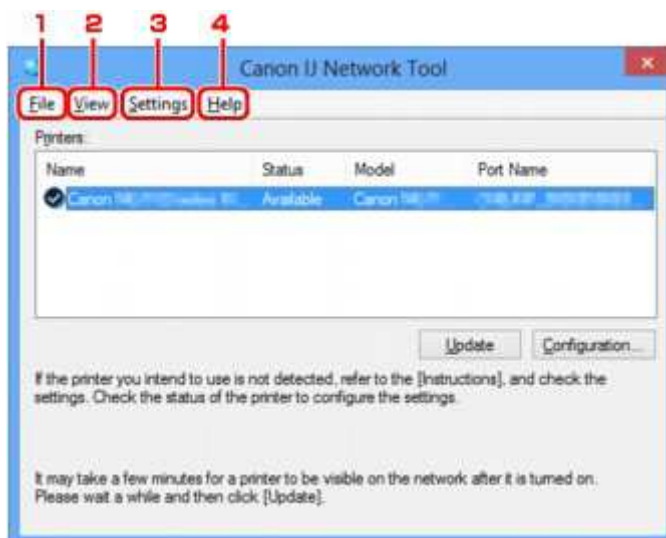 1 2 3 4
Canon IJ Network Tool
File View Settings Help
Printers:
Name Status Model Port Name
Canon Available Canon
Update Configuration...
If the printer you intend to use is not detected, refer to the [Instructions], and check the
settings. Check the status of the printer to configure the settings.
It may take a few minutes for a printer to be visible on the network after it is turned on.
Please wait a while and then click [Update].